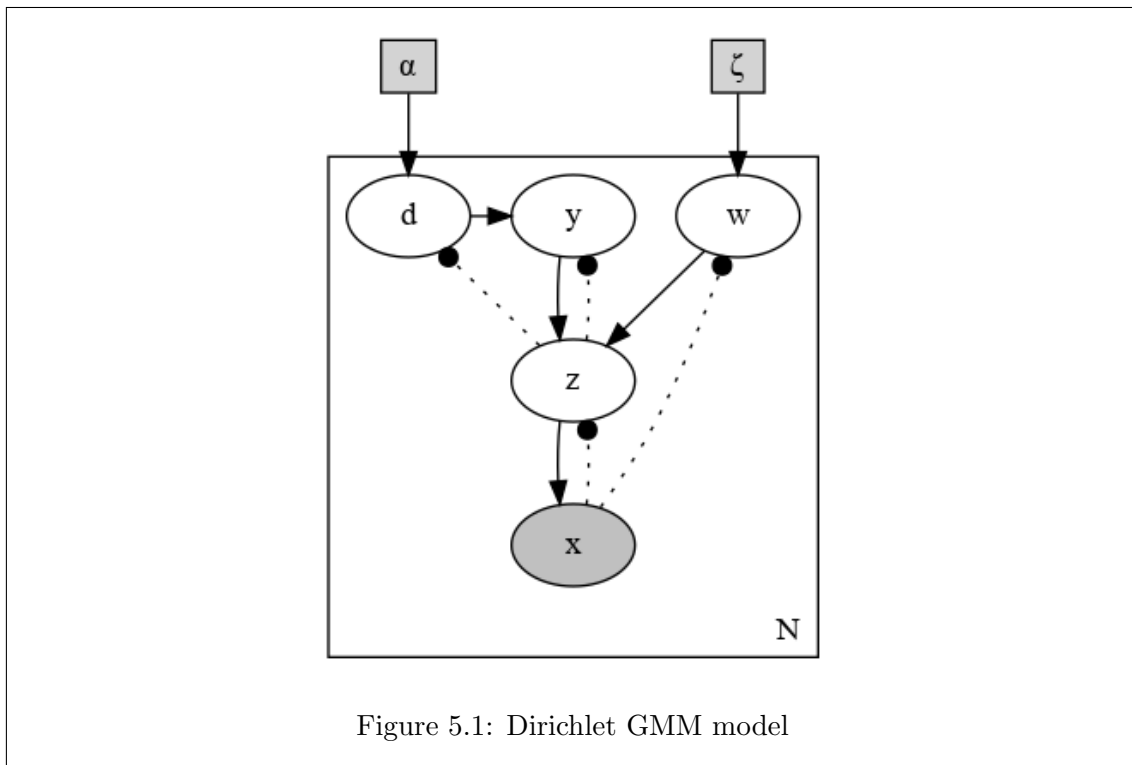 α ζ
d y w
z
x
N
Figure 5.1: Dirichlet GMM model